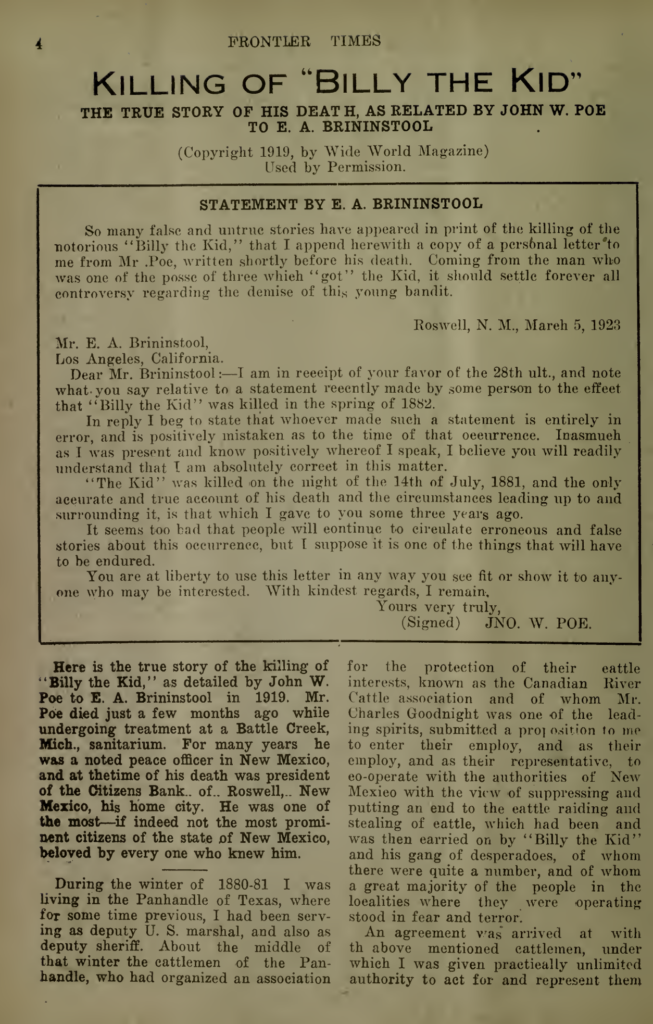 4
FRONTIER TIMES
KILLING OF "BILLY THE KID"
THE TRUE STORY OF HIS DEATH, AS RELATED BY JOHN W. POE
TO E. A. BRININSTOOL
(Copyright 1919, by Wide World Magazine)
Used by Permission.
STATEMENT BY E. A. BRININSTOOL
So many false and untrue stories have appeared in print of the killing of the
notorious "Billy the Kid," that I append herewith a copy of a personal letter to
me from Mr .Poe, written shortly before his death. Coming from the man who
was one of the posse of three which "got" the Kid, it should settle forever all
controversy regarding the demise of this young bandit.
Roswell, N. M., March 5, 1923
Mr. E. A. Brininstool,
Los Angeles, California.
Dear Mr. Brininstool:—I am in receipt of your favor of the 28th ult., and note
what you say relative to a statement recently made by some person to the effect
that "Billy the Kid" was killed in the spring of 1882.
In reply I beg to state that whoever made such a statement is entirely in
error, and is positively mistaken as to the time of that occurrence. Inasmuch
as I was present and know positively whereof I speak, I believe you will readily
understand that I am absolutely correct in this matter.
"The Kid" was killed on the night of the 14th of July, 1881, and the only
accurate and true account of his death and the circumstances leading up to and
surrounding it, is that which I gave to you some three years ago.
It seems too bad that people will continue to circulate erroneous and false
stories about this occurrence, but I suppose it is one of the things that will have
to be endured.
You are at liberty to use this letter in any way you see fit or show it to any-
one who may be interested. With kindest regards, I remain,
Yours very truly,
(Signed) JNO. W. POE.
Here is the true story of the killing of
"Billy the Kid," as detailed by John W.
Poe to E. A. Brininstool in 1919. Mr.
Poe died just a few months ago while
undergoing treatment at a Battle Creek,
Mich., sanitarium. For many years he
was a noted peace officer in New Mexico,
and at thetime of his death was president
of the Citizens Bank.. of.. Roswell,.. New
Mexico, his home city. He was one of
the most—if indeed not the most promi-
nent citizens of the state of New Mexico,
beloved by every one who knew him.
During the winter of 1880-81 I was
living in the Panhandle of Texas, where
for some time previous, I had been serv-
ing as deputy U. S. marshal, and also as
deputy sheriff. About the middle of
that winter the cattlemen of the Pan-
handle, who had organized an association
for the protection of their cattle
interests, known as the Canadian River
Cattle association and of whom Mr.
Charles Goodnight was one of the lead-
ing spirits, submitted a proposition to me
to enter their employ, and as their
employ, and as their representative, to
co-operate with the authorities of New
Mexico with the view of suppressing and
putting an end to the cattle raiding and
stealing of cattle, which had been and
was then carried on by "Billy the Kid"
and his gang of desperadoes, of whom
there were quite a number, and of whom
a great majority of the people in the
localities where they were operating
stood in fear and terror.
An agreement was arrived at with
th above mentioned cattlemen, under
which I was given practically unlimited
authority to act for and represent them